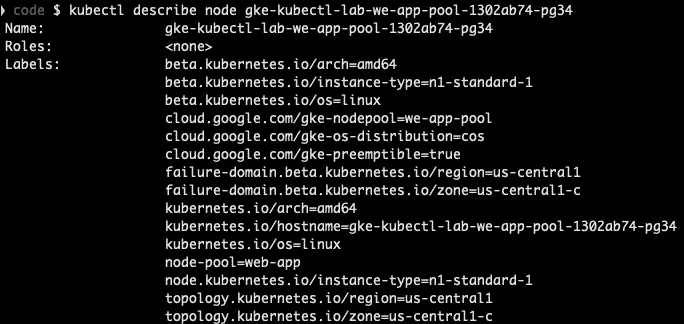 code $ kubectl describe node gke-kubectl-lab-we-app-pool-1302ab74-pg34
Name: gke-kubectl-lab-we-app-pool-1302ab74-pg34
Roles: <none>
Labels: beta.kubernetes.io/arch=amd64
beta.kubernetes.io/instance-type=n1-standard-1
beta.kubernetes.io/os=linux
cloud.google.com/gke-nodepool=we-app-pool
cloud.google.com/gke-os-distribution=cos
cloud.google.com/gke-preemptible=true
failure-domain.beta.kubernetes.io/region=us-central1
failure-domain.beta.kubernetes.io/zone=us-central1-c
kubernetes.io/arch=amd64
kubernetes.io/hostname=gke-kubectl-lab-we-app-pool-1302ab74-pg34
kubernetes.io/os=linux
node-pool=web-app
node.kubernetes.io/instance-type=n1-standard-1
topology.kubernetes.io/region=us-central1
topology.kubernetes.io/zone=us-central1-c